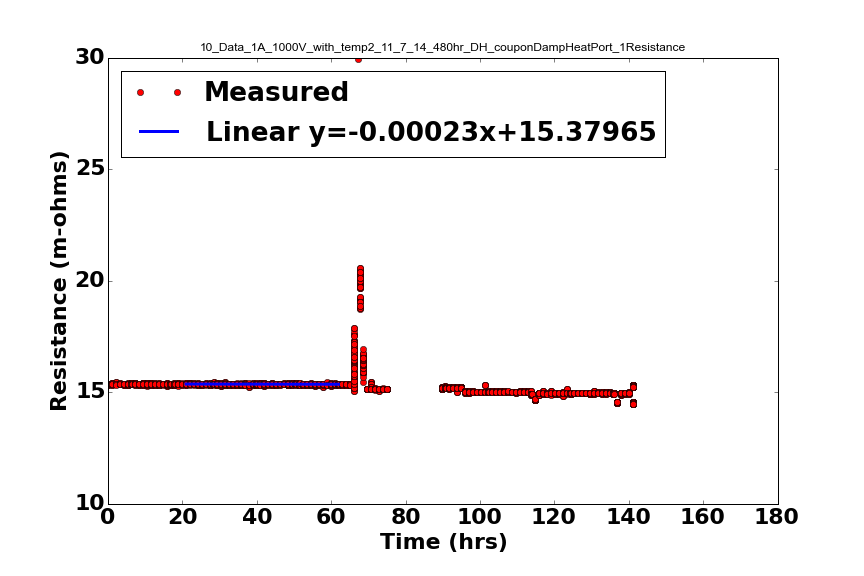 10_Data_1A_1000V_with_temp2_11_7_14_480hr_DH_couponDampHeatPort_1Resistance
30
Measured
Linear y=-0.00023x+15.37965
25
20
15
10
Resistance (m-ohms)
0 20 40 60 80 100 120 140 160 180
Time (hrs)